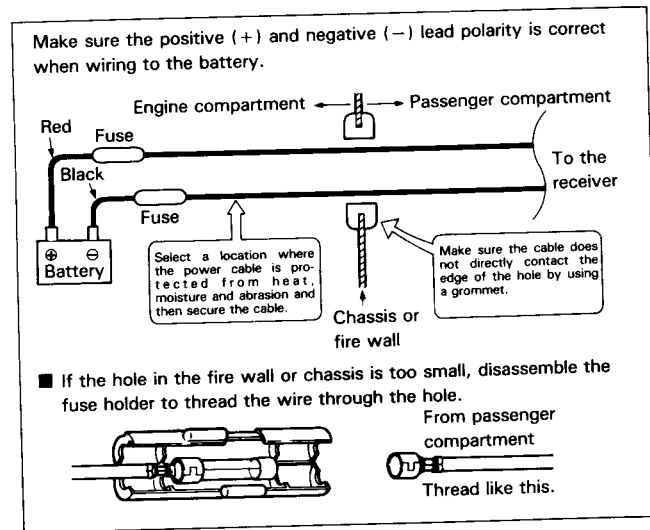 Make sure the positive (+) and negative (−) lead polarity is correct
when wiring to the battery.
Engine compartment
Passenger compartment
Red
Fuse
Black
Fuse
To the
receiver
⊕ ⊖
Battery
Select a location where
the power cable is pro-
tected from heat,
moisture and abrasion and
then secure the cable.
Make sure the cable does
not directly contact the
edge of the hole by using
a grommet.
Chassis or
fire wall
■ If the hole in the fire wall or chassis is too small, disassemble the
fuse holder to thread the wire through the hole.
From passenger
compartment
Thread like this.